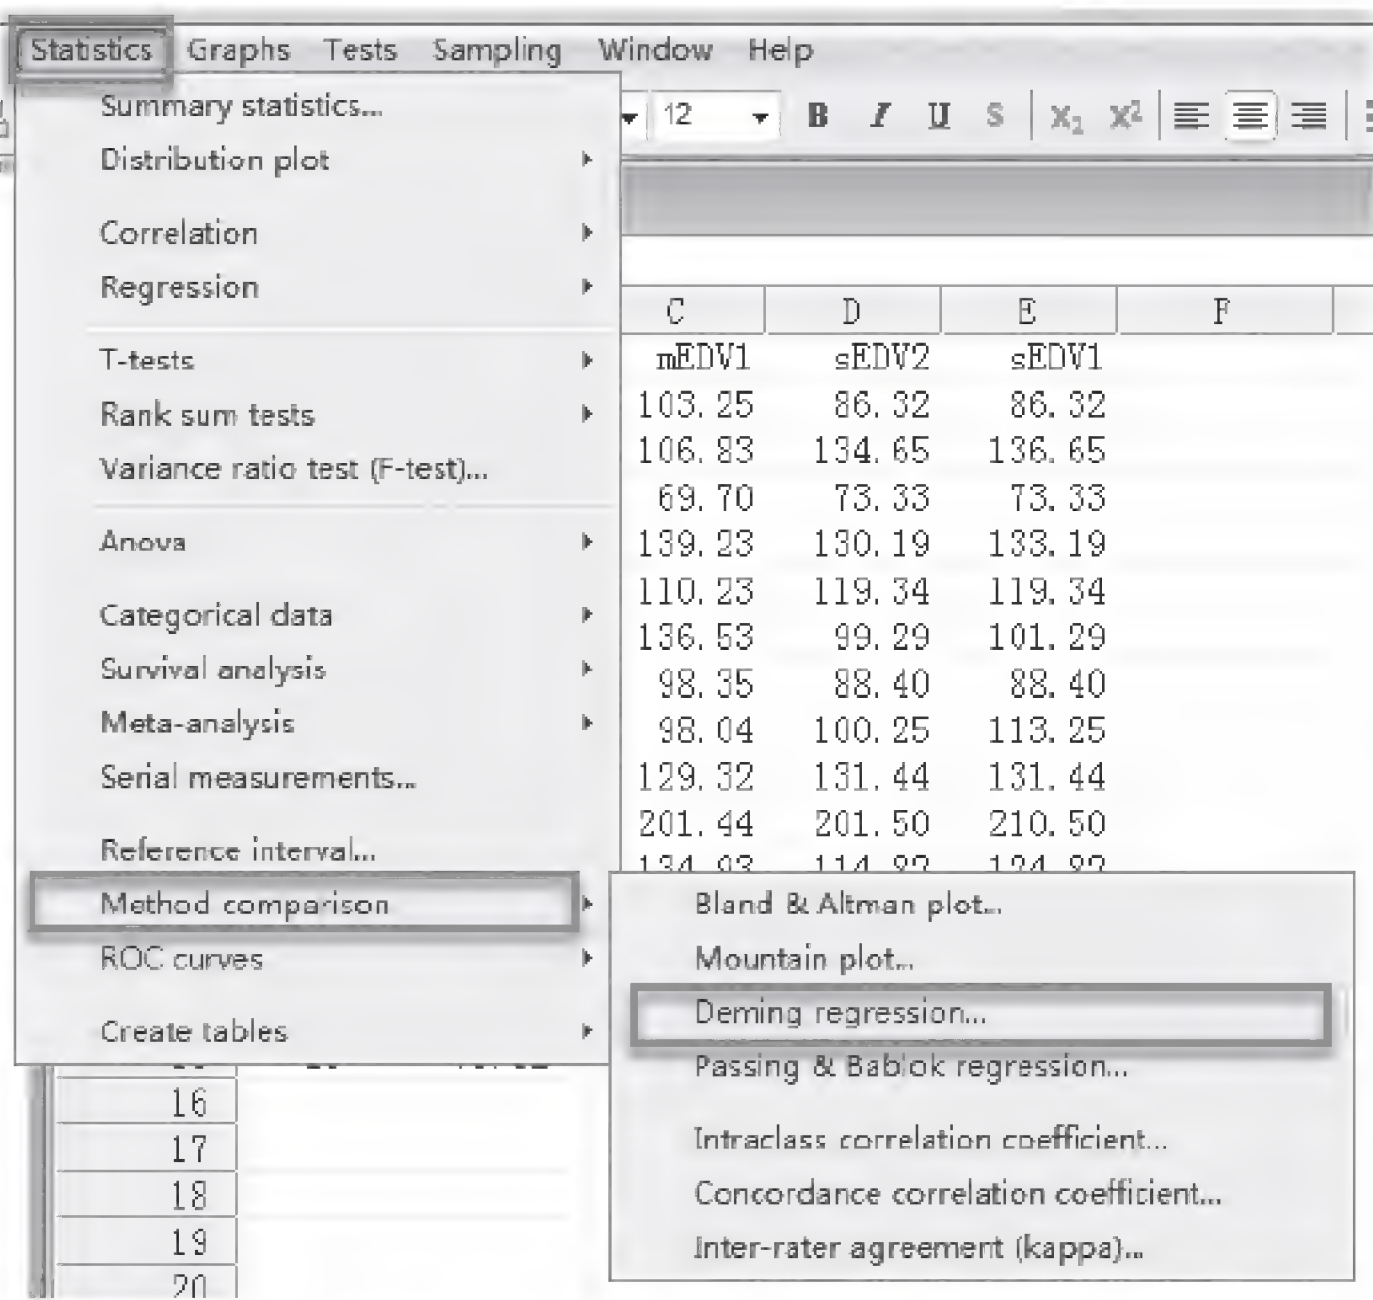 Statistics Graphs Tests Sampling Window Help
12 B I U S X₂ X²
Summary statistics...
Distribution plot
Correlation
Regression
T-tests
Rank sum tests
Variance ratio test (F-test)...
Anova
Categorical data
Survival analysis
Meta-analysis
Serial measurements...
Reference interval...
Method comparison
ROC curves
Create tables
C D E F
mEDV1 sEDV2 sEDV1
103.25 86.32 86.32
106.83 134.65 136.65
69.70 73.33 73.33
139.23 130.19 133.19
110.23 119.34 119.34
136.53 99.29 101.29
98.35 88.40 88.40
98.04 100.25 113.25
129.32 131.44 131.44
201.44 201.50 210.50
Bland & Altman plot...
Mountain plot...
Deming regression...
Passing & Bablok regression...
Intraclass correlation coefficient...
Concordance correlation coefficient...
Inter-rater agreement (kappa)...
16
17
18
19
20